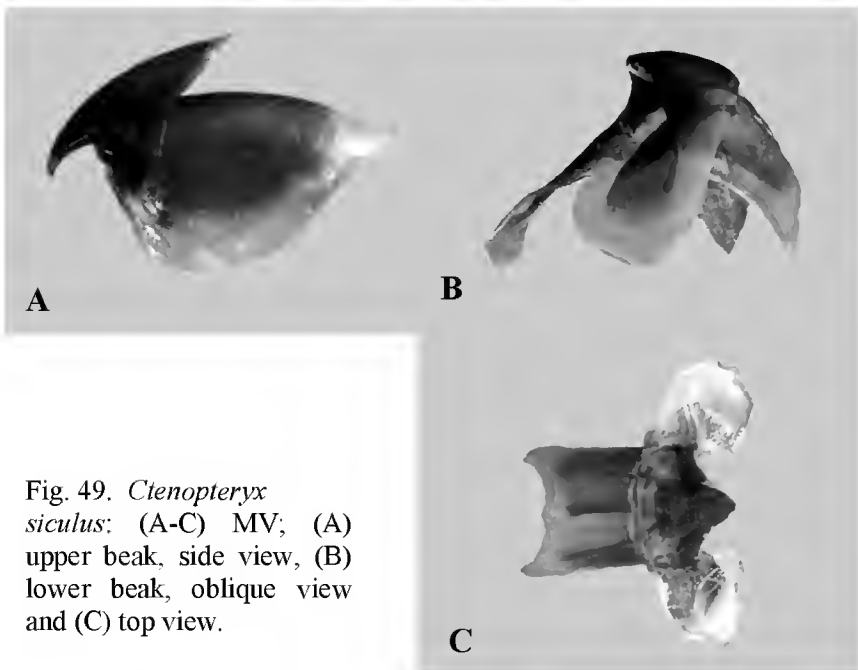 A
B
Fig. 49. Ctenopteryx
siculus: (A-C) MV; (A)
upper beak, side view, (B)
lower beak, oblique view
and (C) top view.
C